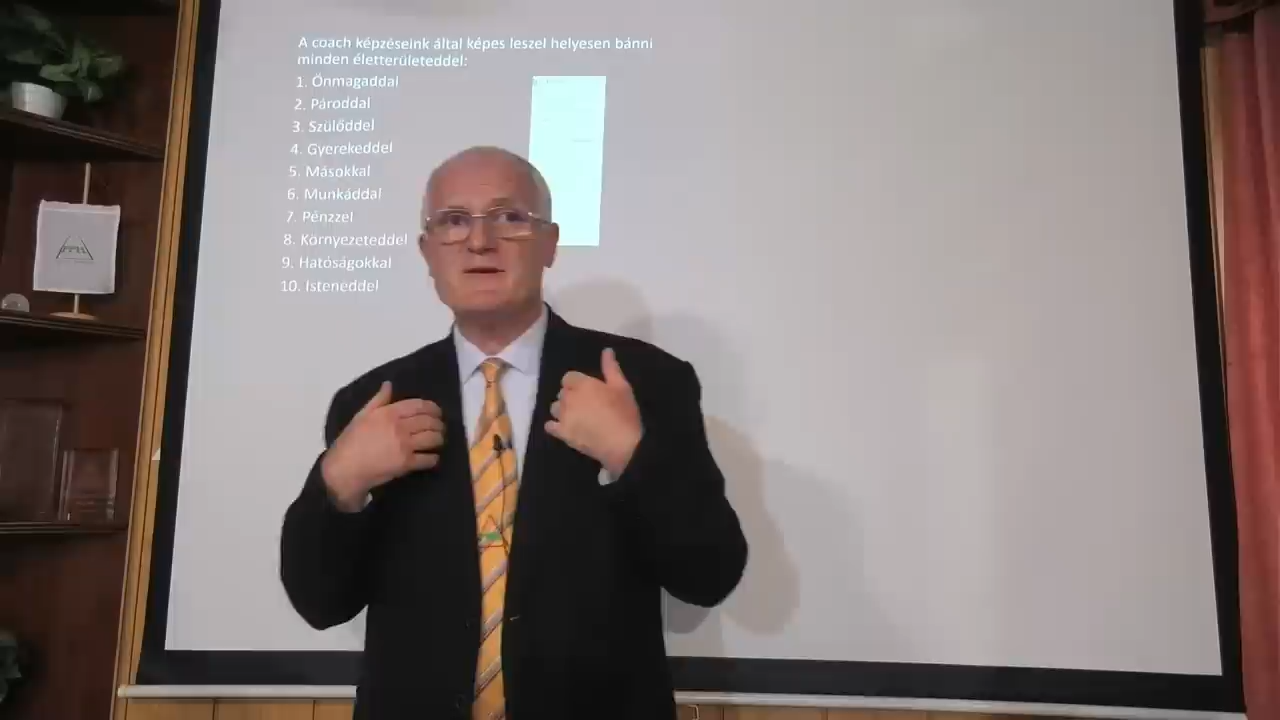 A coach képzéseink által képes leszel helyesen bánni
minden életterületeddel:
1. Önmagaddal
2. Pároddal
3. Szülőddel
4. Gyerekeddel
5. Másokkal
6. Munkáddal
7. Pénzzel
8. Környezeteddel
9. Hatóságokkal
10. Isteneddel